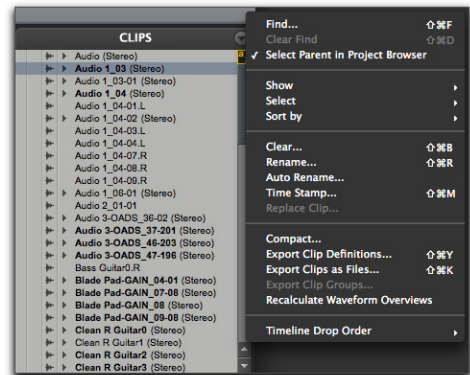 CLIPS
Audio (Stereo)
Audio 1_03 (Stereo)
Audio 1_03-01 (Stereo)
Audio 1_04 (Stereo)
Audio 1_04-01.L
Audio 1_04-02 (Stereo)
Audio 1_04-03.L
Audio 1_04-04.L
Audio 1_04-07.R
Audio 1_04-08.R
Audio 1_04-09.R
Audio 1_06-01 (Stereo)
Audio 2_01-01
Audio 3-OADS_36-02 (Stereo)
Audio 3-OADS_37-201 (Stereo)
Audio 3-OADS_46-203 (Stereo)
Audio 3-OADS_47-196 (Stereo)
Bass Guitar0.R
Blade Pad-GAIN_04-01 (Stereo)
Blade Pad-GAIN_07-08 (Stereo)
Blade Pad-GAIN_08 (Stereo)
Blade Pad-GAIN_09-08 (Stereo)
Clean R Guitar0 (Stereo)
Clean R Guitar1 (Stereo)
Clean R Guitar2 (Stereo)
Clean R Guitar3 (Stereo)
a
Find... ⇧⌘F
Clear Find ⇧⌘D
✓ Select Parent in Project Browser
Show
Select
Sort by
Clear... ⇧⌘B
Rename... ⇧⌘R
Auto Rename...
Time Stamp... ⇧⌘M
Replace Clip...
Compact...
Export Clip Definitions... ⇧⌘Y
Export Clips as Files... ⇧⌘K
Export Clip Groups...
Recalculate Waveform Overviews
Timeline Drop Order